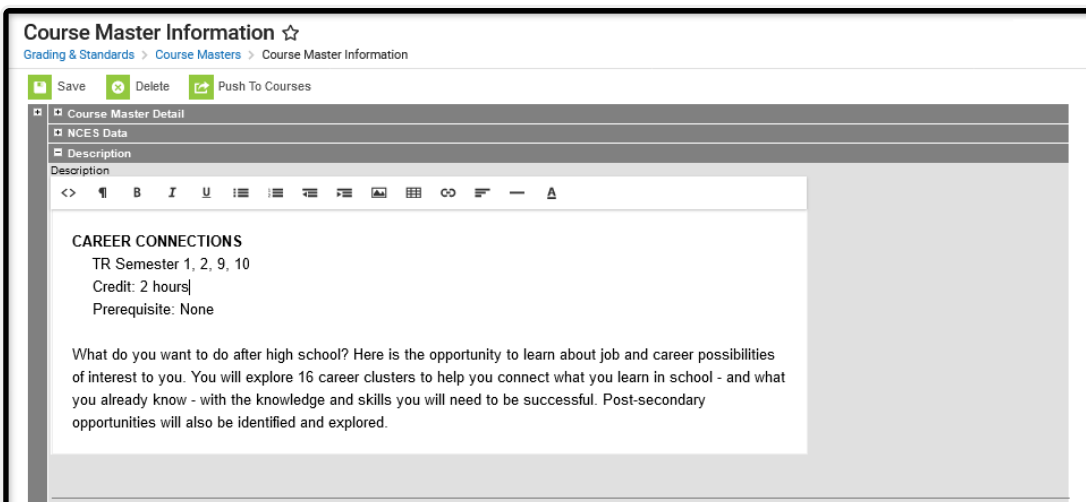 Course Master Information
Grading & Standards > Course Masters > Course Master Information
Save Delete Push To Courses
Course Master Detail
NCES Data
Description
Description
B I U A
CAREER CONNECTIONS
TR Semester 1, 2, 9, 10
Credit: 2 hours
Prerequisite: None
What do you want to do after high school? Here is the opportunity to learn about job and career possibilities
of interest to you. You will explore 16 career clusters to help you connect what you learn in school - and what
you already know - with the knowledge and skills you will need to be successful. Post-secondary
opportunities will also be identified and explored.